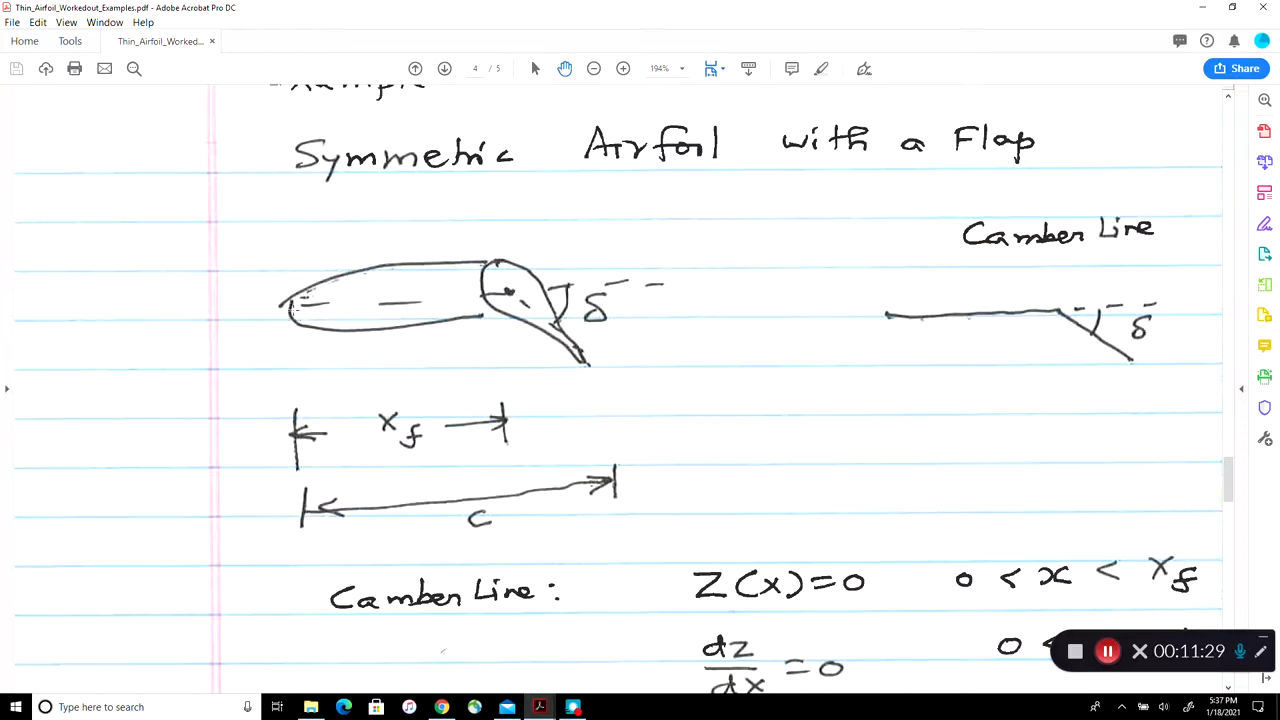 Thin_Airfoil_Workedout_Examples.pdf - Adobe Acrobat Pro DC
File Edit View Window Help
Home Tools Thin_Airfoil_Worked... ×
4 / 5 194%
Share
Symmetric Airfoil with a Flap
Camber Line
δ
δ
x f
c
Camber Line : Z(x)=0 0 < x < x f
dz
dx = 0 0 <
00:11:29
Type here to search
5:37 PM
1/18/2021